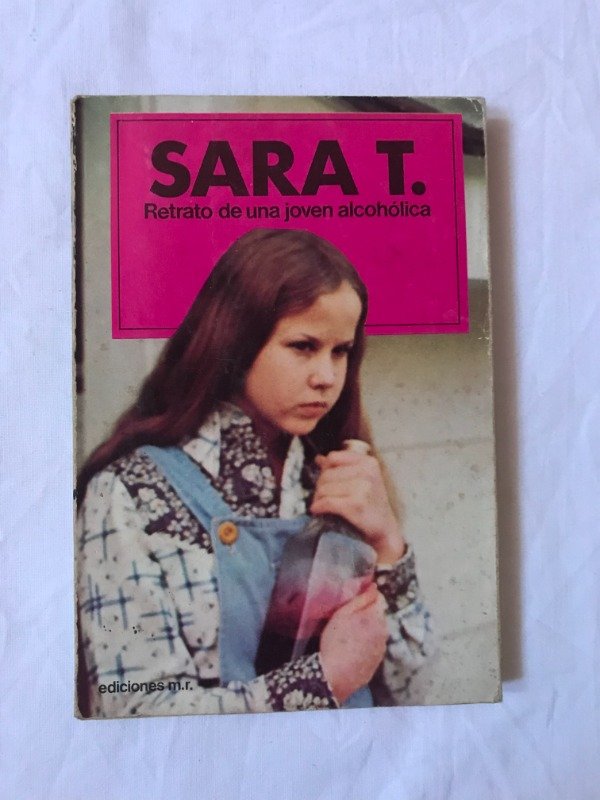 SARA T.
Retrato de una joven alcohólica
ediciones m.r.